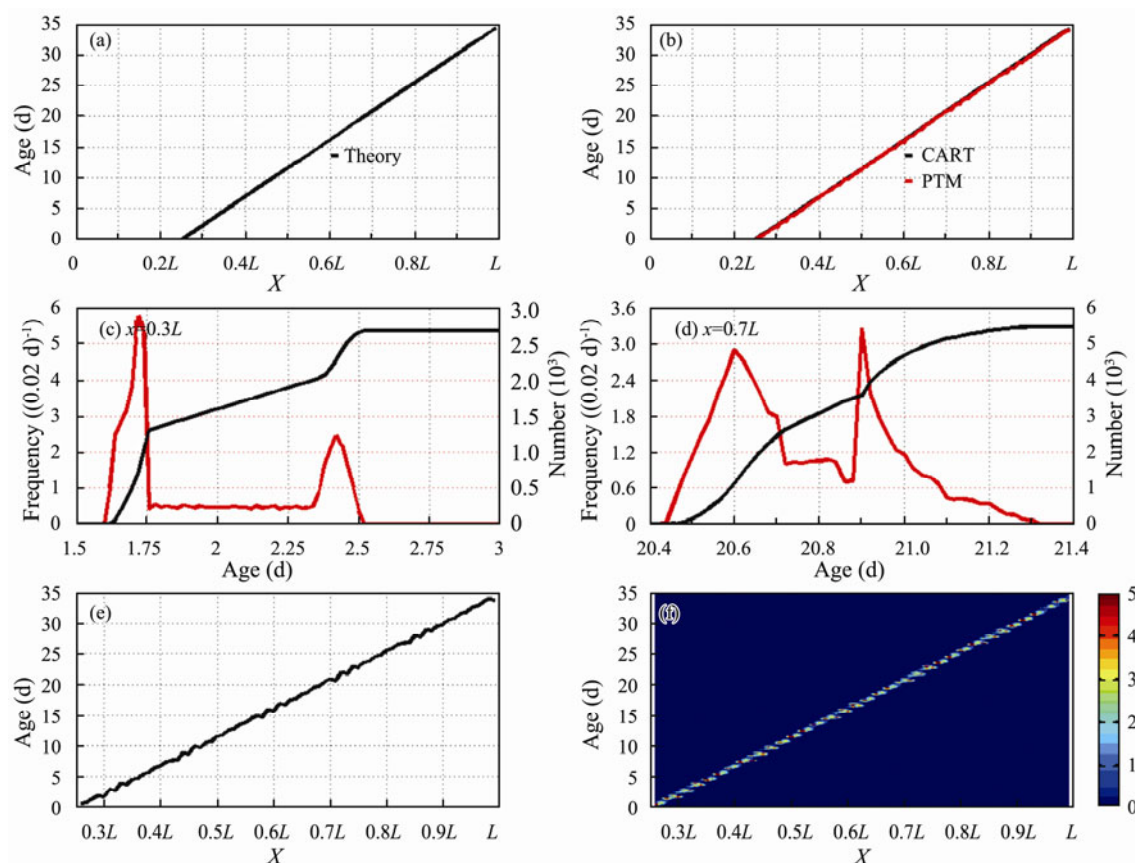 (a)
35
30
25
20
15
10
5
0
Age (d)
Theory
0 0.2L 0.4L 0.6L 0.8L L
X
(b)
35
30
25
20
15
10
5
0
Age (d)
CART
PTM
0 0.2L 0.4L 0.6L 0.8L L
X
(c) x=0.3L
6
5
4
3
2
1
0
Frequency ((0.02 d)-1)
3.0
2.5
2.0
1.5
1.0
0.5
0
Number (10³)
1.5 1.75 2 2.25 2.5 2.75 3
Age (d)
(d) x=0.7L
3.6
3.0
2.4
1.8
1.2
0.6
0
Frequency ((0.02 d)-1)
6
5
4
3
2
1
0
Number (10³)
20.4 20.6 20.8 21.0 21.2 21.4
Age (d)
(e)
35
30
25
20
15
10
5
0
Age (d)
0.3L 0.4L 0.5L 0.6L 0.7L 0.8L 0.9L L
X
(f)
35
30
25
20
15
10
5
0
Age (d)
0.3L 0.4L 0.5L 0.6L 0.7L 0.8L 0.9L L
X
5
4
3
2
1
0